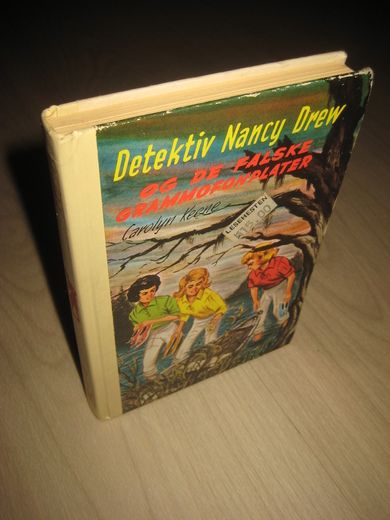 Detektiv Nancy Drew
OG DE FALSKE
GRAMMOFONPLATER
Carolyn Keene
LESEHESTEN